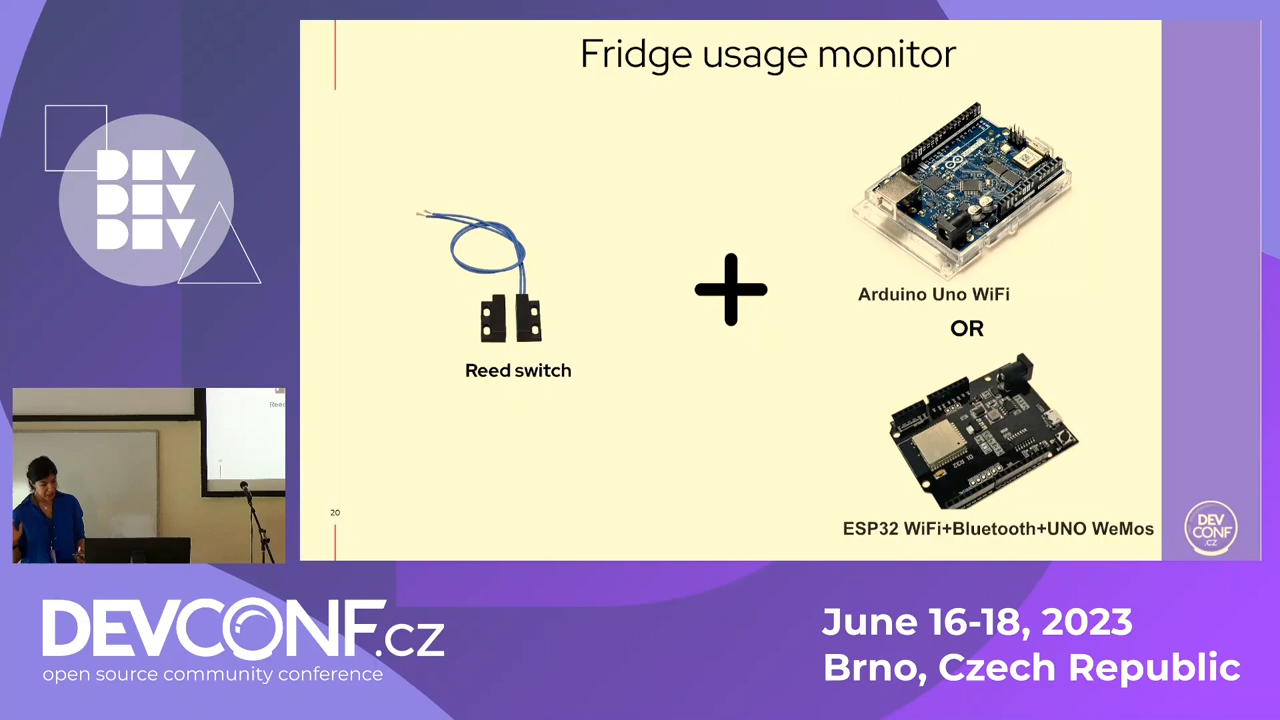 Fridge usage monitor
DEV
DEV
DEV
Arduino Uno WiFi
OR
Reed switch
Reed
20
ESP32 WiFi+Bluetooth+UNO WeMos
DEV
CONF
.CZ
DEVCONF.cz
open source community conference
June 16-18, 2023
Brno, Czech Republic